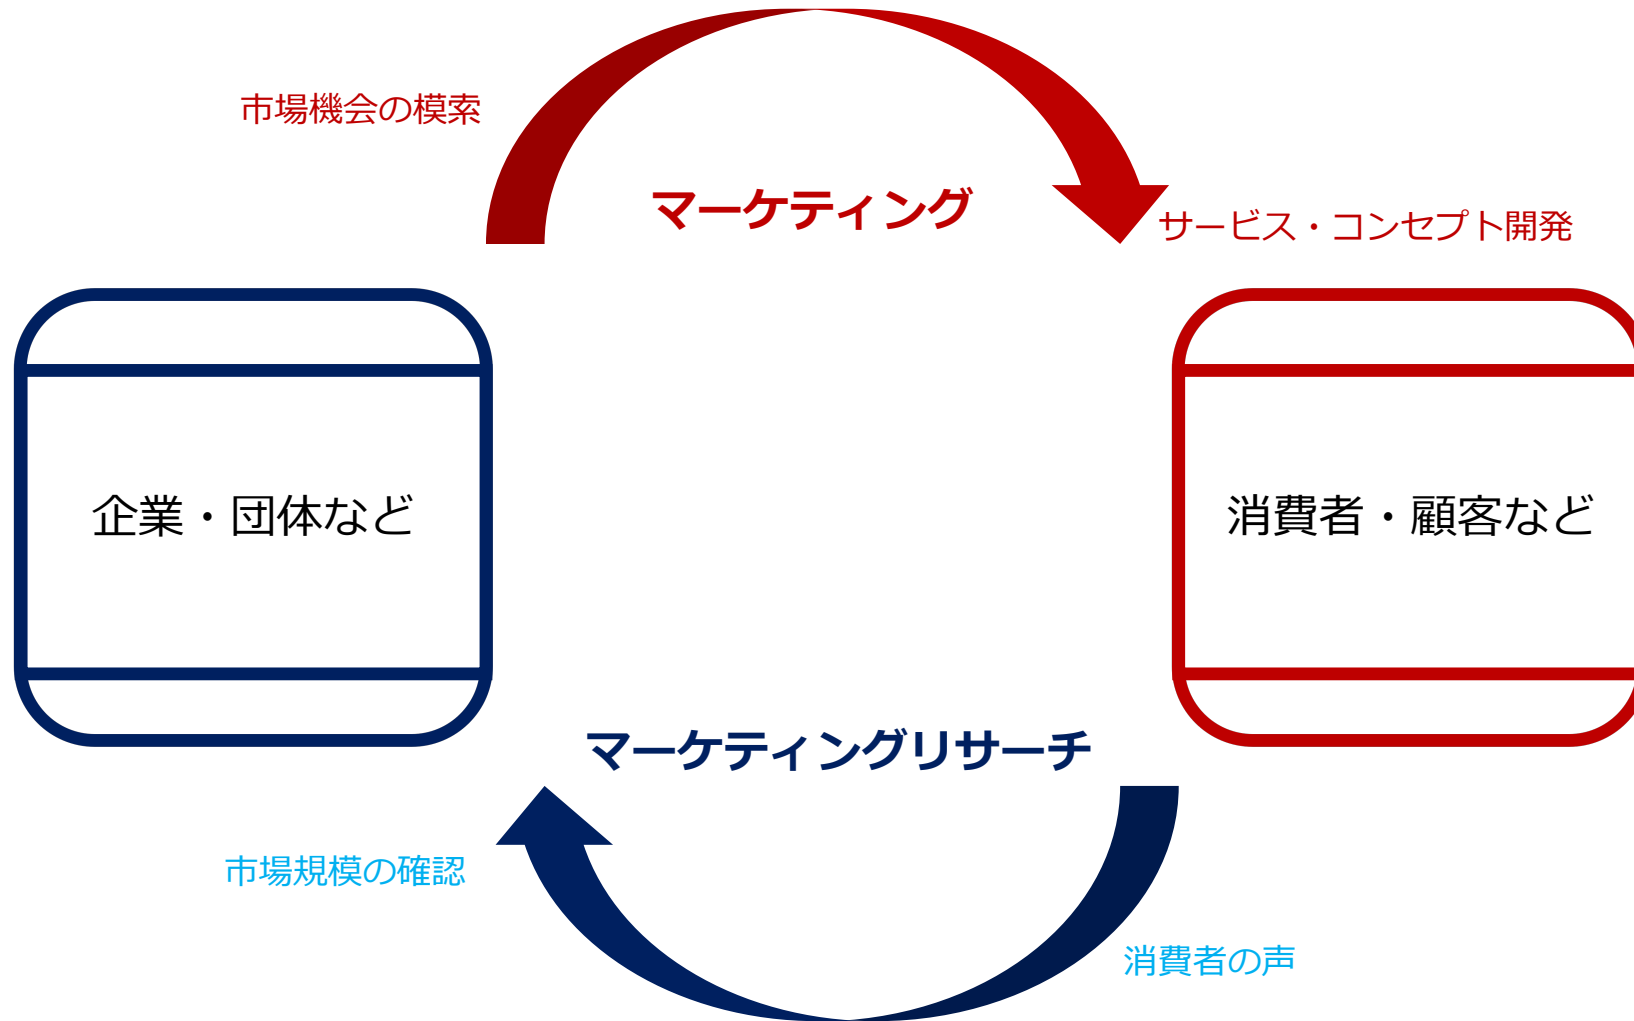 市場機会の模索
マーケティング
サービス・コンセプト開発
企業・団体など
消費者・顧客など
マーケティングリサーチ
市場規模の確認
消費者の声